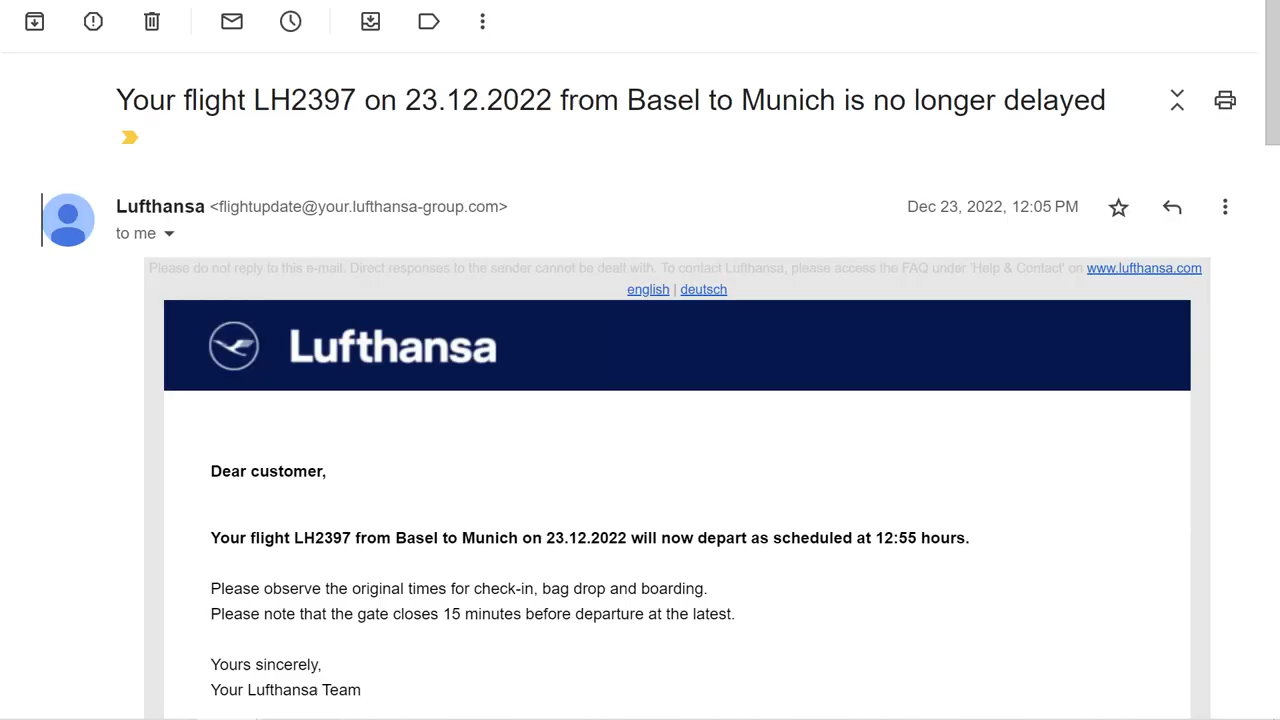 Your flight LH2397 on 23.12.2022 from Basel to Munich is no longer delayed
Lufthansa <flightupdate@your.lufthansa-group.com>
Dec 23, 2022, 12:05 PM
to me
Please do not reply to this e-mail. Direct responses to the sender cannot be dealt with. To contact Lufthansa, please access the FAQ under 'Help & Contact' on www.lufthansa.com
english | deutsch
Lufthansa
Dear customer,
Your flight LH2397 from Basel to Munich on 23.12.2022 will now depart as scheduled at 12:55 hours.
Please observe the original times for check-in, bag drop and boarding.
Please note that the gate closes 15 minutes before departure at the latest.
Yours sincerely,
Your Lufthansa Team